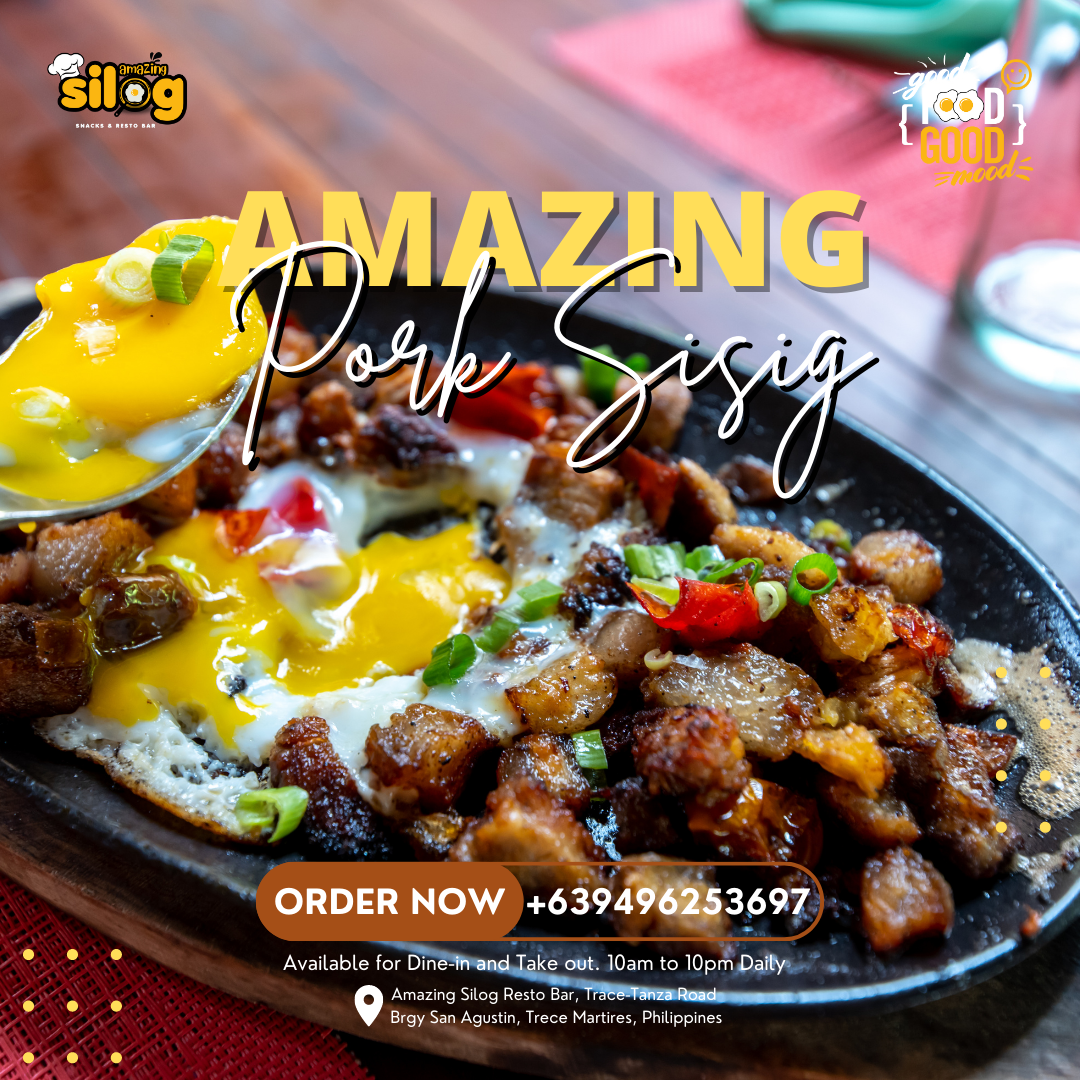 amazing
silog
SNACKS & RESTO BAR
good
FOOD
GOOD
mood
AMAZING
Pork Sisig
ORDER NOW +639496253697
Available for Dine-in and Take out. 10am to 10pm Daily
Amazing Silog Resto Bar, Trace-Tanza Road
Brgy San Agustin, Trece Martires, Philippines